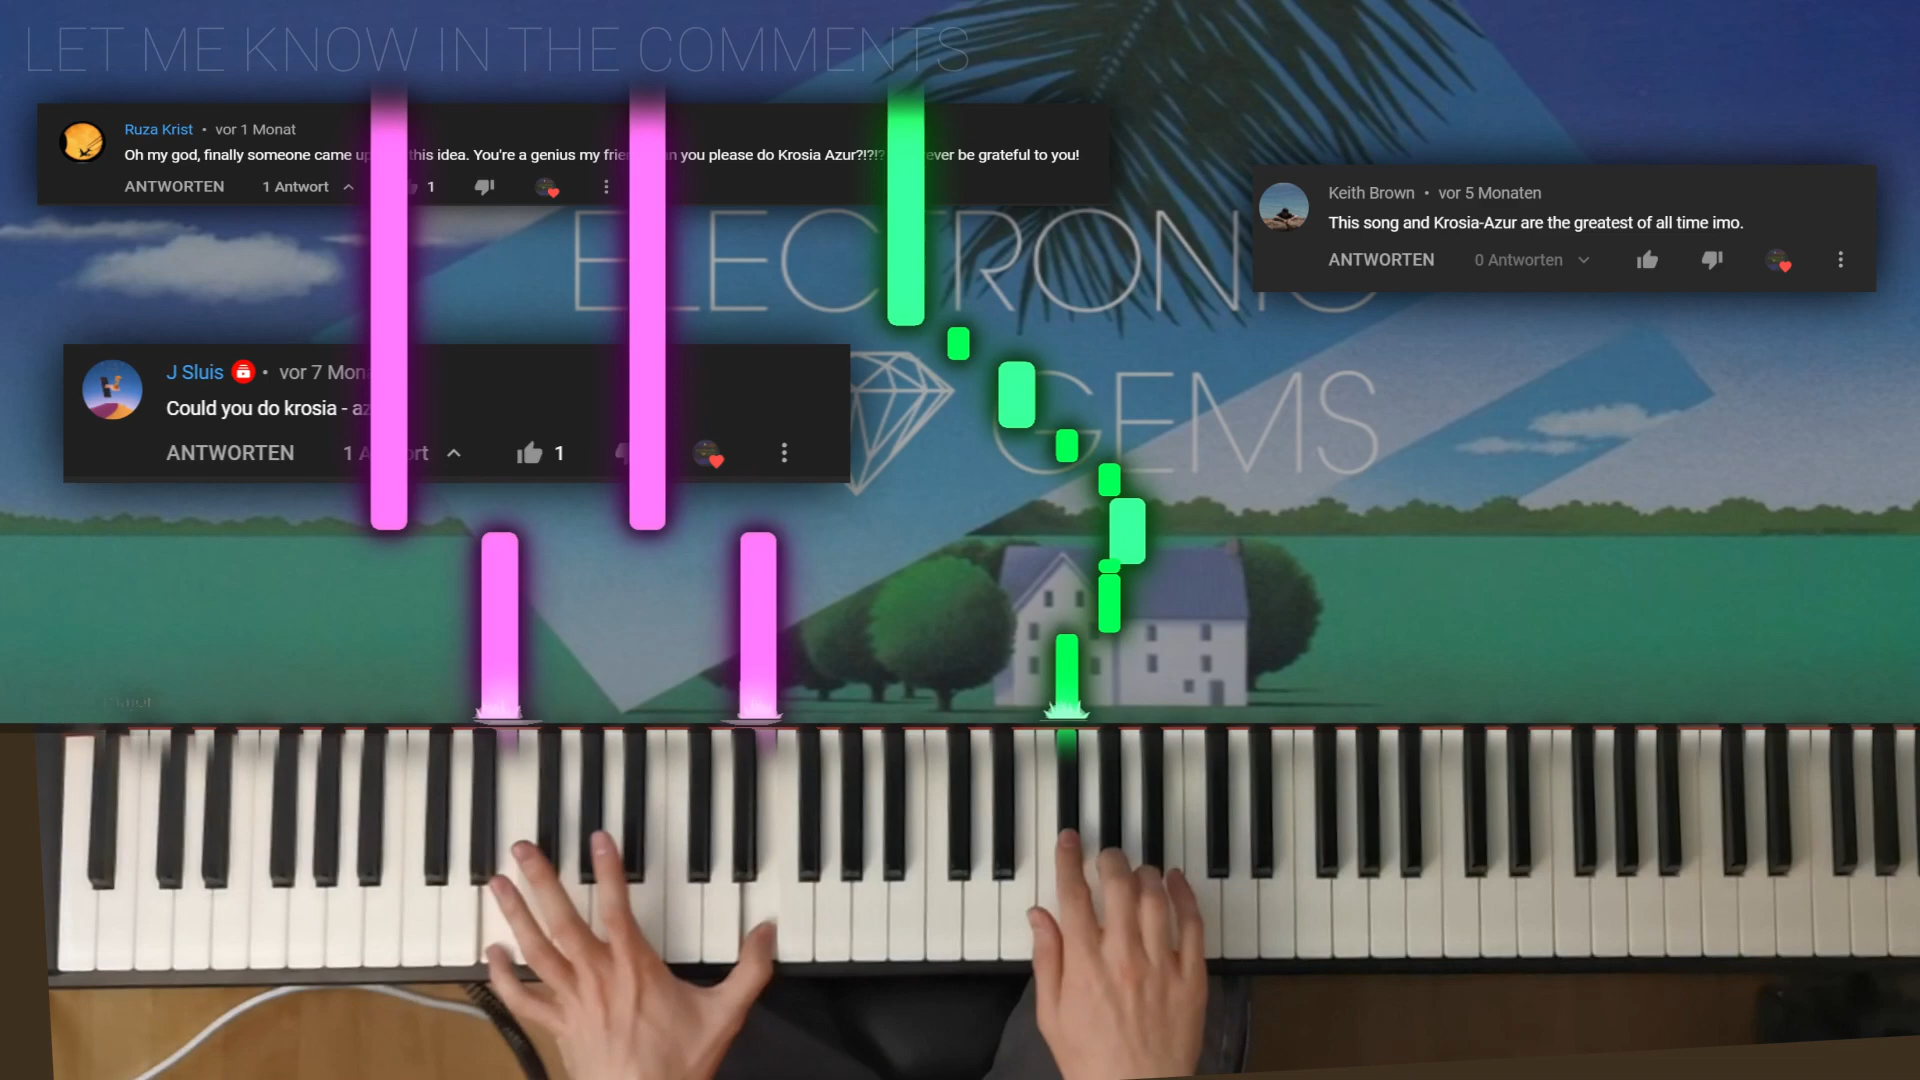 LET ME KNOW IN THE COMMENTS
Ruza Krist • vor 1 Monat
Oh my god, finally someone came up this idea. You're a genius my you please do Krosia Azur?!?!? ever be grateful to you!
ANTWORTEN 1 Antwort 1
Keith Brown • vor 5 Monaten
This song and Krosia-Azur are the greatest of all time imo.
ANTWORTEN 0 Antworten
ELECTRONIC
J Sluis • vor 7
Could you do krosia -
ANTWORTEN 1 1
GEMS